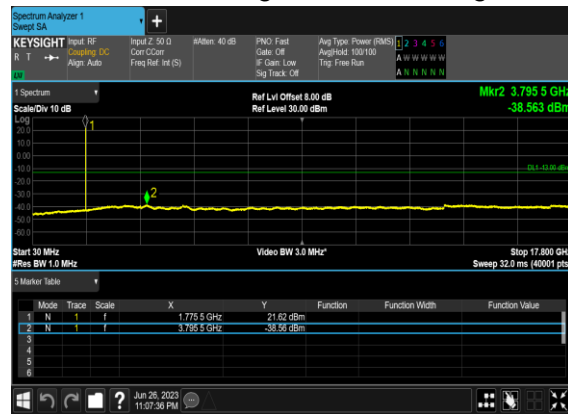 Spectrum Analyzer 1
Swept SA
+
KEYSIGHT Input: RF Input Z: 50 Ω #Atten: 40 dB PNO: Fast Avg Type: Power (RMS) 1 2 3 4 5 6
R T Coupling: DC Corr CCorr Gate: Off Avg|Hold: 100/100 A W W W W W
Align: Auto Freq Ref: Int (S) IF Gain: Low Trig: Free Run
LW Sig Track: Off A N N N N N
1 Spectrum Ref Lvl Offset 8.00 dB Mkr2 3.795 5 GHz
Scale/Div 10 dB Ref Level 30.00 dBm -38.563 dBm
Log
1
20.0
10.0
0.00
-10.0
DL1 -13.00 dBm
-20.0
-30.0
2
-40.0
-50.0
-60.0
Start 30 MHz Video BW 3.0 MHz* Stop 17.800 GHz
#Res BW 1.0 MHz Sweep 32.0 ms (40001 pts)
5 Marker Table
Mode Trace Scale X Y Function Function Width Function Value
1 N 1 f 1.775 5 GHz 21.62 dBm
2 N 1 f 3.795 5 GHz -38.56 dBm
3
4
5
6
? Jun 26, 2023
11:07:36 PM